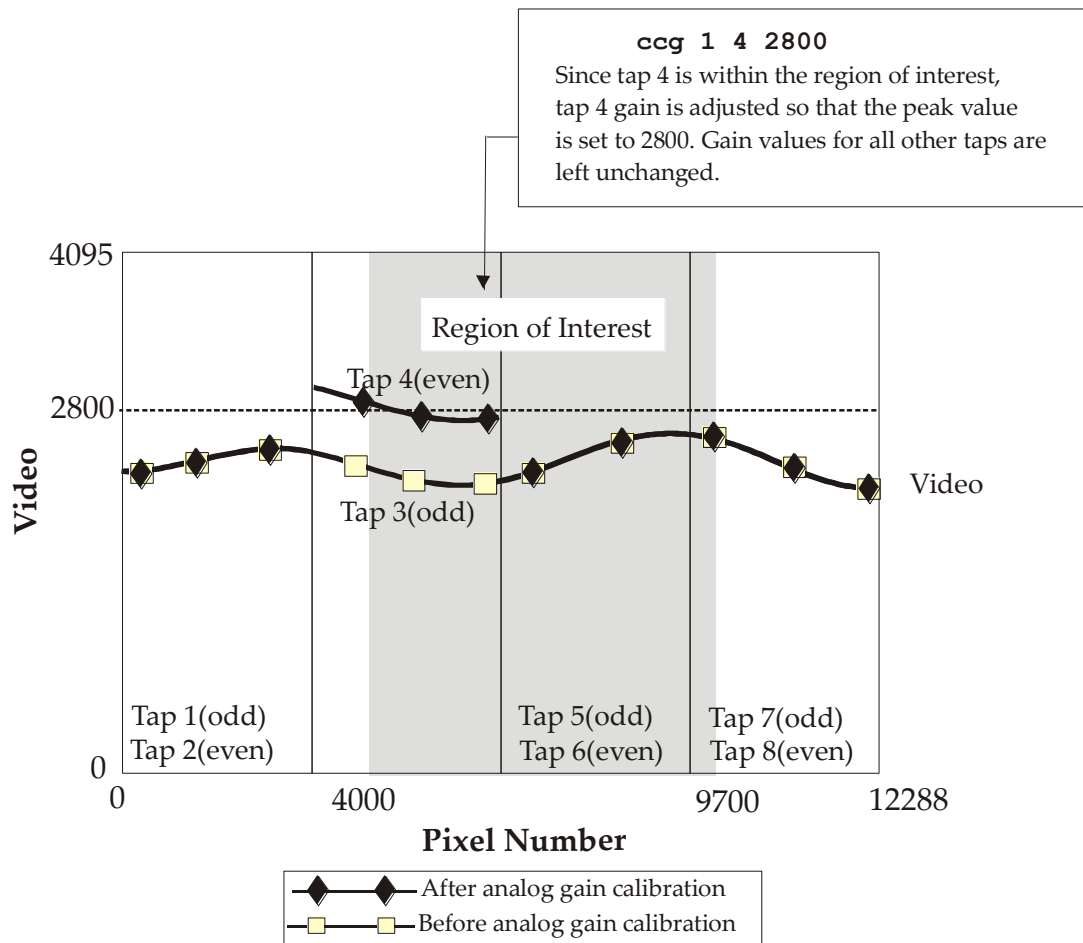 ccg 1 4 2800
Since tap 4 is within the region of interest,
tap 4 gain is adjusted so that the peak value
is set to 2800. Gain values for all other taps are
left unchanged.
4095
Region of Interest
Tap 4(even)
2800
Video
Tap 3(odd)
Video
Tap 1(odd)
Tap 2(even)
Tap 5(odd)
Tap 6(even)
Tap 7(odd)
Tap 8(even)
0
0
4000
9700
12288
Pixel Number
After analog gain calibration
Before analog gain calibration